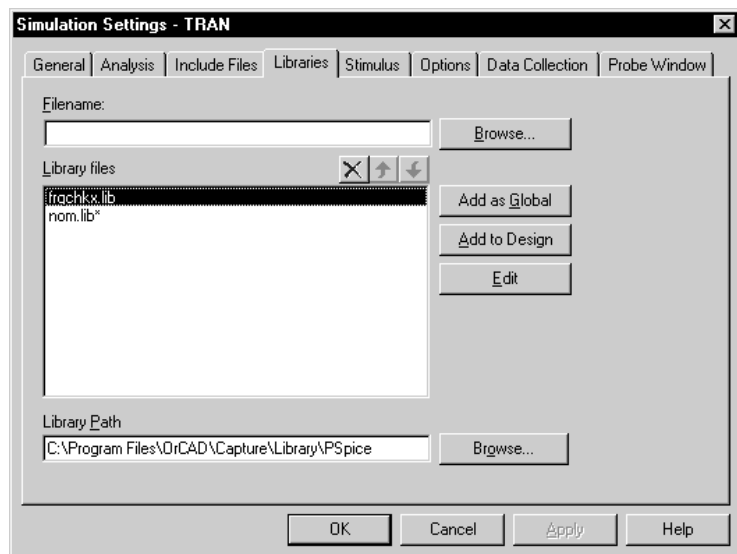 Simulation Settings - TRAN
General Analysis Include Files Libraries Stimulus Options Data Collection Probe Window
Filename:
Browse...
Library files
frqchkx.lib
nom.lib*
Add as Global
Add to Design
Edit
Library Path
C:\Program Files\OrCAD\Capture\Library\PSpice
Browse...
OK Cancel Apply Help